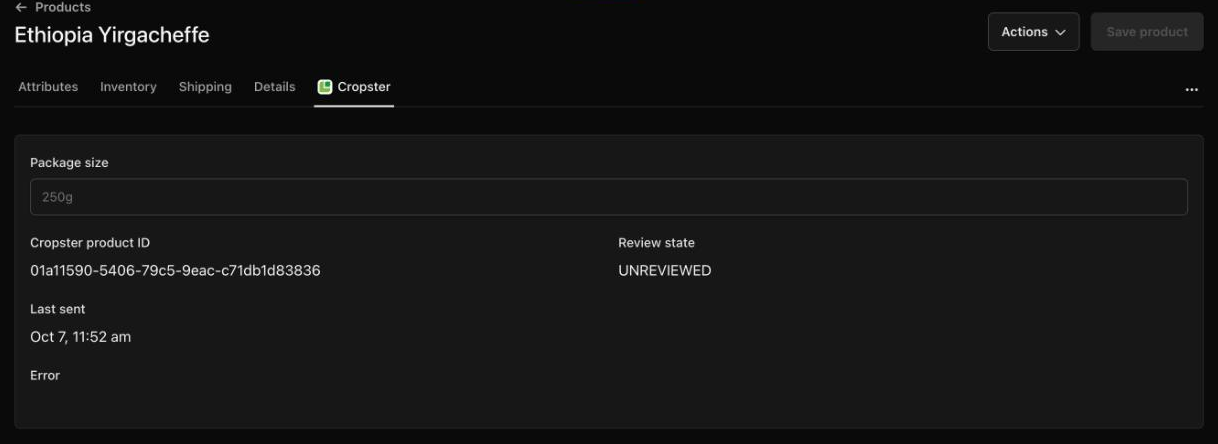 ← Products
Ethiopia Yirgacheffe
Actions
Save product
Attributes Inventory Shipping Details Cropster
...
Package size
250g
Cropster product ID
Review state
01a11590-5406-79c5-9eac-c71db1d83836
UNREVIEWED
Last sent
Oct 7, 11:52 am
Error